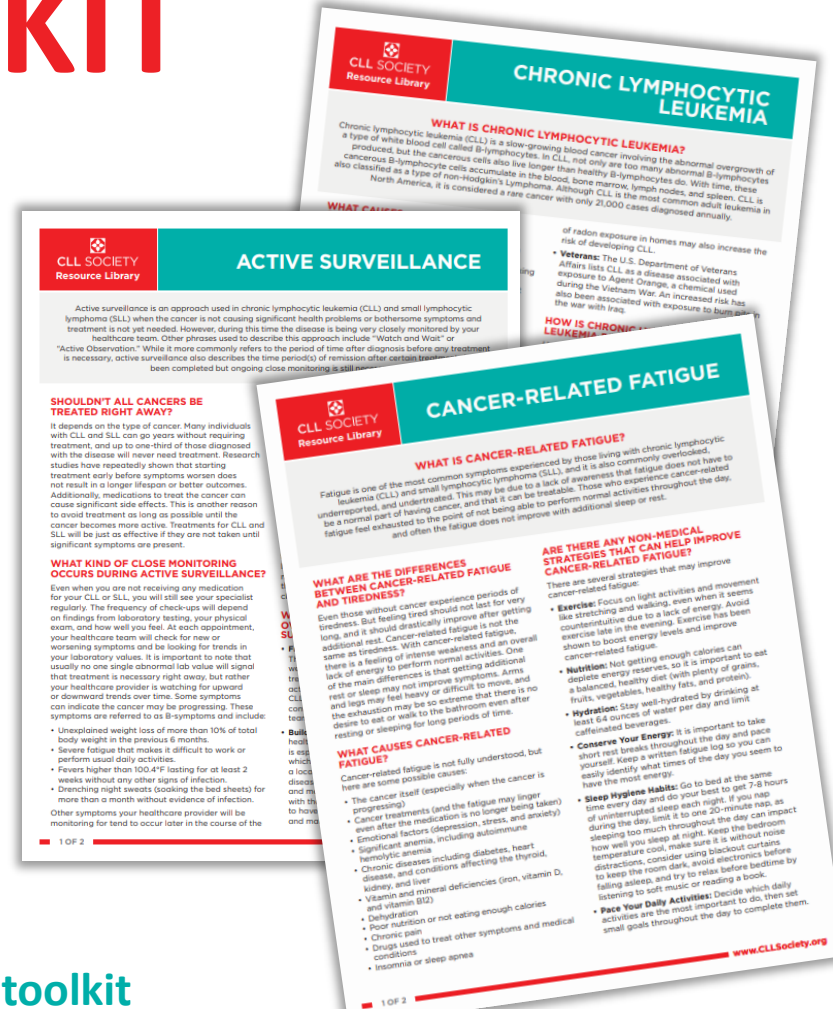 KIT
CLL SOCIETY
Resource Library
CHRONIC LYMPHOCYTIC
LEUKEMIA
WHAT IS CHRONIC LYMPHOCYTIC LEUKEMIA?
Chronic lymphocytic leukemia (CLL) is a slow-growing blood cancer involving the abnormal overgrowth of
a type of white blood cell called B-lymphocytes. In CLL, not only are too many abnormal B-lymphocytes
produced, but the cancerous cells also live longer than healthy B-lymphocytes do. With time, these
cancerous B-lymphocyte cells accumulate in the blood, bone marrow, lymph nodes, and spleen. CLL is
also classified as a type of non-Hodgkin's Lymphoma. Although CLL is the most common adult leukemia in
North America, it is considered a rare cancer with only 21,000 cases diagnosed annually.
WHAT
of radon exposure in homes may also increase the
risk of developing CLL.
• Veterans: The U.S. Department of Veterans
Affairs lists CLL as a disease associated with
exposure to Agent Orange, a chemical used
during the Vietnam War. An increased risk has
also been associated with exposure to burn pits in
the war with Iraq.
HOW IS CHRONIC
LEUKEMIA
CLL SOCIETY
Resource Library
ACTIVE SURVEILLANCE
Active surveillance is an approach used in chronic lymphocytic leukemia (CLL) and small lymphocytic
lymphoma (SLL) when the cancer is not causing significant health problems or bothersome symptoms and
treatment is not yet needed. However, during this time the disease is being very closely monitored by your
healthcare team. Other phrases used to describe this approach include "Watch and Wait" or
"Active Observation." While it more commonly refers to the period of time after diagnosis before any treatment
is necessary, active surveillance also describes the time period(s) of remission after certain
been completed but ongoing close monitoring is still
SHOULDN'T ALL CANCERS BE
TREATED RIGHT AWAY?
It depends on the type of cancer. Many individuals
with CLL and SLL can go years without requiring
treatment, and up to one-third of those diagnosed
with the disease will never need treatment. Research
studies have repeatedly shown that starting
treatment early before symptoms worsen does
not result in a longer lifespan or better outcomes.
Additionally, medications to treat the cancer can
cause significant side effects. This is another reason
to avoid treatment as long as possible until the
cancer becomes more active. Treatments for CLL and
SLL will be just as effective if they are not taken until
significant symptoms are present.
WHAT KIND OF CLOSE MONITORING
OCCURS DURING ACTIVE SURVEILLANCE?
Even when you are not receiving any medication
for your CLL or SLL, you will still see your specialist
regularly. The frequency of check-ups will depend
on findings from laboratory testing, your physical
exam, and how well you feel. At each appointment,
your healthcare team will check for new or
worsening symptoms and be looking for trends in
your laboratory values. It is important to note that
usually no one single abnormal lab value will signal
that treatment is necessary right away, but rather
your healthcare provider is watching for upward
or downward trends over time. Some symptoms
can indicate the cancer may be progressing. These
symptoms are referred to as B-symptoms and include:
• Unexplained weight loss of more than 10% of total
body weight in the previous 6 months.
• Severe fatigue that makes it difficult to work or
perform usual daily activities.
• Fevers higher than 100.4°F lasting for at least 2
weeks without any other signs of infection.
• Drenching night sweats (soaking the bed sheets) for
more than a month without evidence of infection.
Other symptoms your healthcare provider will be
monitoring for tend to occur later in the course of the
1 OF 2
CLL SOCIETY
Resource Library
CANCER-RELATED FATIGUE
WHAT IS CANCER-RELATED FATIGUE?
Fatigue is one of the most common symptoms experienced by those living with chronic lymphocytic
leukemia (CLL) and small lymphocytic lymphoma (SLL), and it is also commonly overlooked,
underreported, and undertreated. This may be due to a lack of awareness that fatigue does not have to
be a normal part of having cancer, and that it can be treatable. Those who experience cancer-related
fatigue feel exhausted to the point of not being able to perform normal activities throughout the day,
and often the fatigue does not improve with additional sleep or rest.
WHAT ARE THE DIFFERENCES
BETWEEN CANCER-RELATED FATIGUE
AND TIREDNESS?
Even those without cancer experience periods of
tiredness. But feeling tired should not last for very
long, and it should drastically improve after getting
additional rest. Cancer-related fatigue is not the
same as tiredness. With cancer-related fatigue,
there is a feeling of intense weakness and an overall
lack of energy to perform normal activities. One
of the main differences is that getting additional
rest or sleep may not improve symptoms. Arms
and legs may feel heavy or difficult to move, and
the exhaustion may be so extreme that there is no
desire to eat or walk to the bathroom even after
resting or sleeping for long periods of time.
WHAT CAUSES CANCER-RELATED
FATIGUE?
Cancer-related fatigue is not fully understood, but
here are some possible causes:
• The cancer itself (especially when the cancer is
progressing)
• Cancer treatments (and the fatigue may linger
even after the medication is no longer being taken)
• Emotional factors (depression, stress, and anxiety)
• Significant anemia, including autoimmune
hemolytic anemia
• Chronic diseases including diabetes, heart
disease, and conditions affecting the thyroid,
kidney, and liver
• Vitamin and mineral deficiencies (iron, vitamin D,
and vitamin B12)
• Dehydration
• Poor nutrition or not eating enough calories
• Chronic pain
• Drugs used to treat other symptoms and medical
conditions
• Insomnia or sleep apnea
ARE THERE ANY NON-MEDICAL
STRATEGIES THAT CAN HELP IMPROVE
CANCER-RELATED FATIGUE?
There are several strategies that may improve
cancer-related fatigue:
• Exercise: Focus on light activities and movement
like stretching and walking, even when it seems
counterintuitive due to a lack of energy. Avoid
exercise late in the evening. Exercise has been
shown to boost energy levels and improve
cancer-related fatigue.
• Nutrition: Not getting enough calories can
deplete energy reserves, so it is important to eat
a balanced, healthy diet (with plenty of grains,
fruits, vegetables, healthy fats, and protein).
• Hydration: Stay well-hydrated by drinking at
least 64 ounces of water per day and limit
caffeinated beverages.
• Conserve Your Energy: It is important to take
short rest breaks throughout the day and pace
yourself. Keep a written fatigue log so you can
easily identify what times of the day you seem to
have the most energy.
• Sleep Hygiene Habits: Go to bed at the same
time every day and do your best to get 7-8 hours
of uninterrupted sleep each night. If you nap
during the day, limit it to one 20-minute nap, as
sleeping too much throughout the day can impact
how well you sleep at night. Keep the bedroom
temperature cool, make sure it is without noise
distractions, consider using blackout curtains
to keep the room dark, avoid electronics before
falling asleep, and try to relax before bedtime by
listening to soft music or reading a book.
• Pace Your Daily Activities: Decide which daily
activities are the most important to do, then set
small goals throughout the day to complete them.
1 OF 2
www.CLLSociety.org
toolkit